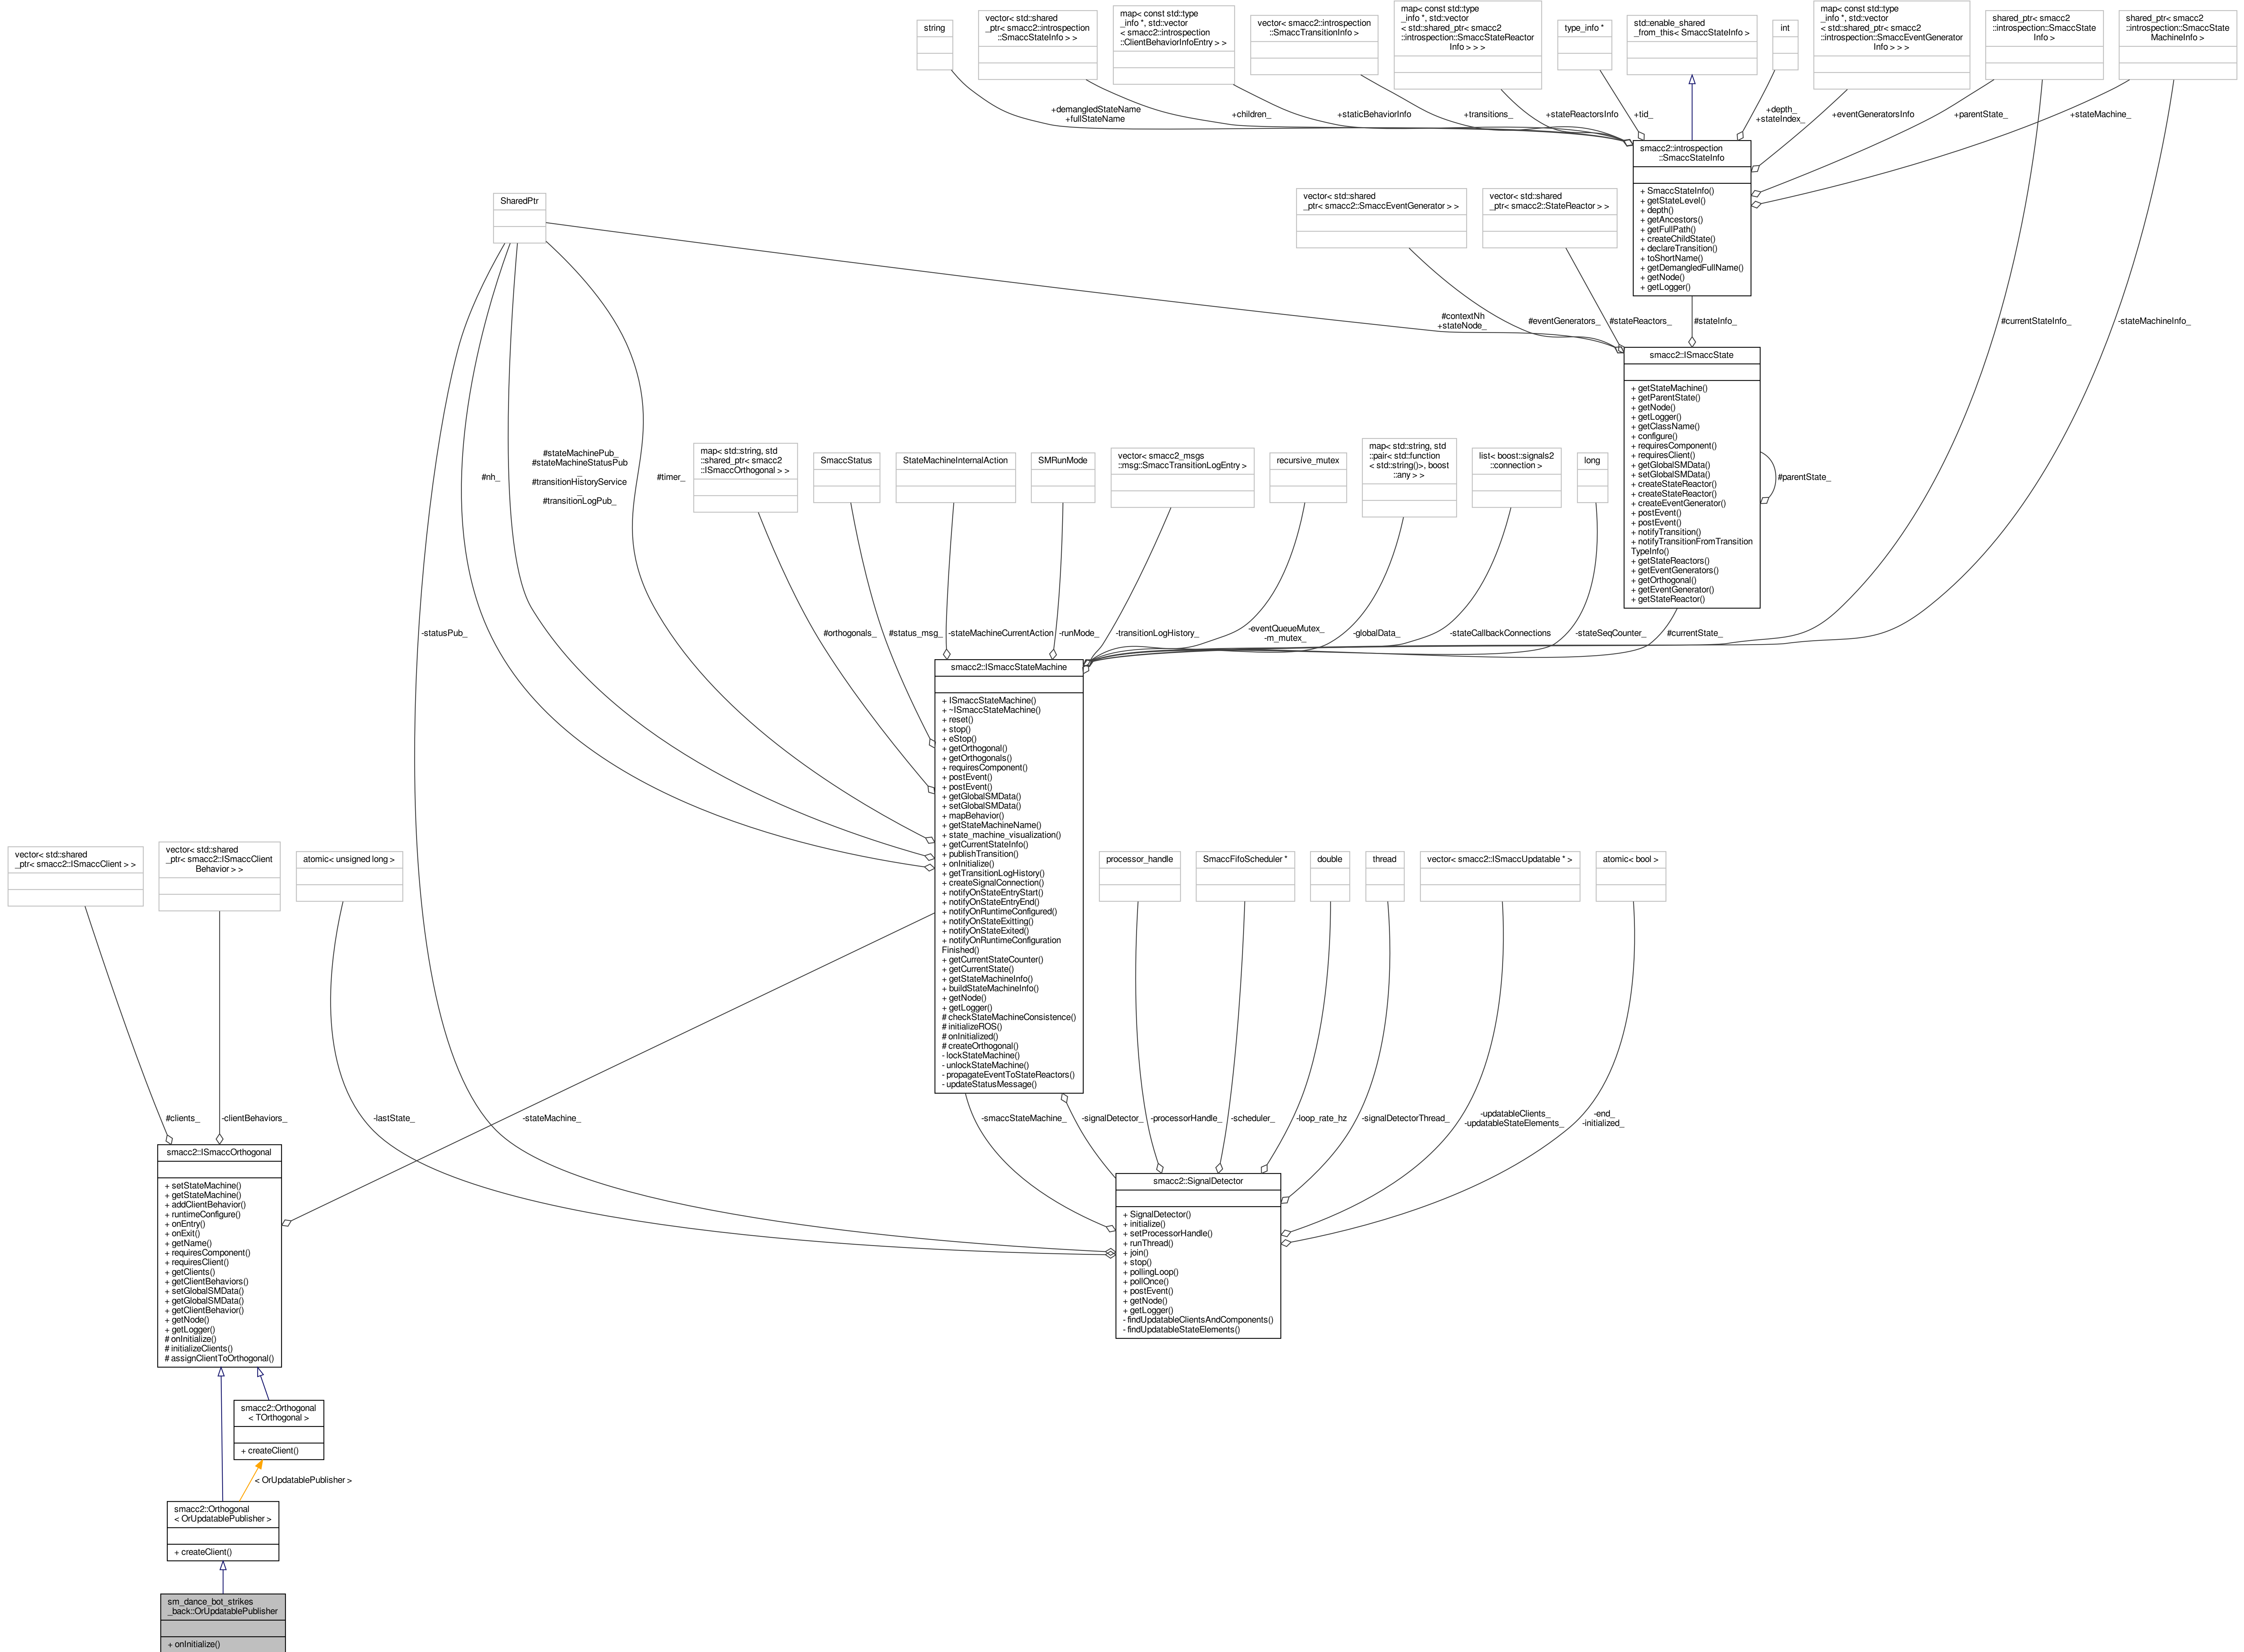 string
vector< std::shared
_ptr< smacc2::introspection
::SmaccStateInfo > >
map< const std::type
_info *, std::vector
< smacc2::introspection
::ClientBehaviorInfoEntry > >
vector< smacc2::introspection
::SmaccTransitionInfo >
map< const std::type
_info *, std::vector
< std::shared_ptr< smacc2
::introspection::SmaccStateReactor
Info > > >
type_info *
std::enable_shared
_from_this< SmaccStateInfo >
int
map< const std::type
_info *, std::vector
< std::shared_ptr< smacc2
::introspection::SmaccEventGenerator
Info > > >
shared_ptr< smacc2
::introspection::SmaccState
Info >
shared_ptr< smacc2
::introspection::SmaccState
MachineInfo >
+demangledStateName
+fullStateName
+children_
+staticBehaviorInfo
+transitions_
+stateReactorsInfo
+tid_
+depth_
+stateIndex_
+eventGeneratorsInfo
+parentState_
+stateMachine_
smacc2::introspection
::SmaccStateInfo
+ SmaccStateInfo()
+ getStateLevel()
+ depth()
+ getAncestors()
+ getFullPath()
+ createChildState()
+ declareTransition()
+ toShortName()
+ getDemangledFullName()
+ getNode()
+ getLogger()
SharedPtr
vector< std::shared
_ptr< smacc2::SmaccEventGenerator > >
vector< std::shared
_ptr< smacc2::StateReactor > >
#contextNh
+stateNode_
#eventGenerators_
#stateReactors_
#stateInfo_
#currentStateInfo_
-stateMachineInfo_
smacc2::ISmaccState
+ getStateMachine()
+ getParentState()
+ getNode()
+ getLogger()
+ getClassName()
+ configure()
+ requiresComponent()
+ requiresClient()
+ getGlobalSMData()
+ setGlobalSMData()
+ createStateReactor()
+ createStateReactor()
+ createEventGenerator()
+ postEvent()
+ postEvent()
+ notifyTransition()
+ notifyTransitionFromTransition
TypeInfo()
+ getStateReactors()
+ getEventGenerators()
+ getOrthogonal()
+ getEventGenerator()
+ getStateReactor()
#parentState_
#nh_
#stateMachinePub_
#stateMachineStatusPub
_
#transitionHistoryService
_
#transitionLogPub_
#timer_
map< std::string, std
::shared_ptr< smacc2
::ISmaccOrthogonal > >
SmaccStatus
StateMachineInternalAction
SMRunMode
vector< smacc2_msgs
::msg::SmaccTransitionLogEntry >
recursive_mutex
map< std::string, std
::pair< std::function
< std::string()>, boost
::any > >
list< boost::signals2
::connection >
long
-statusPub_
#orthogonals_
#status_msg_
-stateMachineCurrentAction
-runMode_
-transitionLogHistory_
-eventQueueMutex_
-m_mutex_
-globalData_
-stateCallbackConnections
-stateSeqCounter_
#currentState_
smacc2::ISmaccStateMachine
+ ISmaccStateMachine()
+ ~ISmaccStateMachine()
+ reset()
+ stop()
+ eStop()
+ getOrthogonal()
+ getOrthogonals()
+ requiresComponent()
+ postEvent()
+ postEvent()
+ getGlobalSMData()
+ setGlobalSMData()
+ mapBehavior()
+ getStateMachineName()
+ state_machine_visualization()
+ getCurrentStateInfo()
+ publishTransition()
+ onInitialize()
+ getTransitionLogHistory()
+ createSignalConnection()
+ notifyOnStateEntryStart()
+ notifyOnStateEntryEnd()
+ notifyOnRuntimeConfigured()
+ notifyOnStateExitting()
+ notifyOnStateExited()
+ notifyOnRuntimeConfiguration
Finished()
+ getCurrentStateCounter()
+ getCurrentState()
+ getStateMachineInfo()
+ buildStateMachineInfo()
+ getNode()
+ getLogger()
# checkStateMachineConsistence()
# initializeROS()
# onInitialized()
# createOrthogonal()
- lockStateMachine()
- unlockStateMachine()
- propagateEventToStateReactors()
- updateStatusMessage()
vector< std::shared
_ptr< smacc2::ISmaccClient > >
vector< std::shared
_ptr< smacc2::ISmaccClient
Behavior > >
atomic< unsigned long >
processor_handle
SmaccFifoScheduler *
double
thread
vector< smacc2::ISmaccUpdatable * >
atomic< bool >
#clients_
-clientBehaviors_
-lastState_
-stateMachine_
-smaccStateMachine_
-signalDetector_
-processorHandle_
-scheduler_
-loop_rate_hz
-signalDetectorThread_
-updatableClients_
-updatableStateElements_
-end_
-initialized_
smacc2::ISmaccOrthogonal
+ setStateMachine()
+ getStateMachine()
+ addClientBehavior()
+ runtimeConfigure()
+ onEntry()
+ onExit()
+ getName()
+ requiresComponent()
+ requiresClient()
+ getClients()
+ getClientBehaviors()
+ setGlobalSMData()
+ getGlobalSMData()
+ getClientBehavior()
+ getNode()
+ getLogger()
# onInitialize()
# initializeClients()
# assignClientToOrthogonal()
smacc2::SignalDetector
+ SignalDetector()
+ initialize()
+ setProcessorHandle()
+ runThread()
+ join()
+ stop()
+ pollingLoop()
+ pollOnce()
+ postEvent()
+ getNode()
+ getLogger()
- findUpdatableClientsAndComponents()
- findUpdatableStateElements()
smacc2::Orthogonal
< TOrthogonal >
+ createClient()
< OrUpdatablePublisher >
smacc2::Orthogonal
< OrUpdatablePublisher >
+ createClient()
sm_dance_bot_strikes
_back::OrUpdatablePublisher
+ onInitialize()